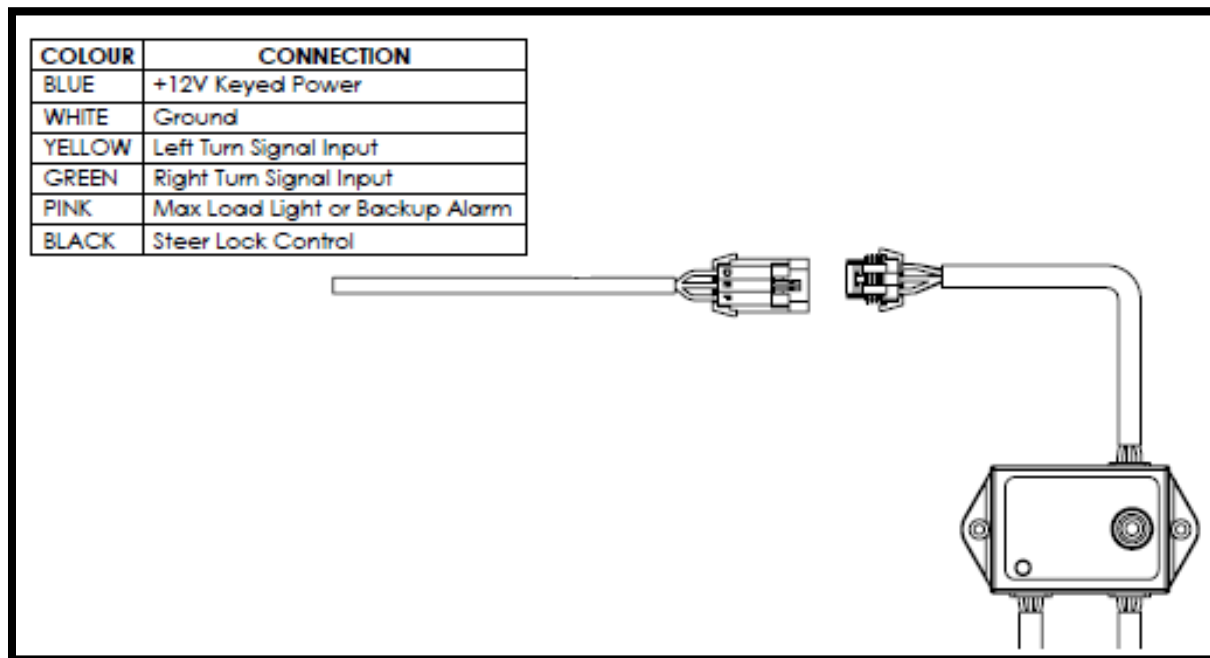 COLOUR CONNECTION
BLUE +12V Keyed Power
WHITE Ground
YELLOW Left Turn Signal Input
GREEN Right Turn Signal Input
PINK Max Load Light or Backup Alarm
BLACK Steer Lock Control